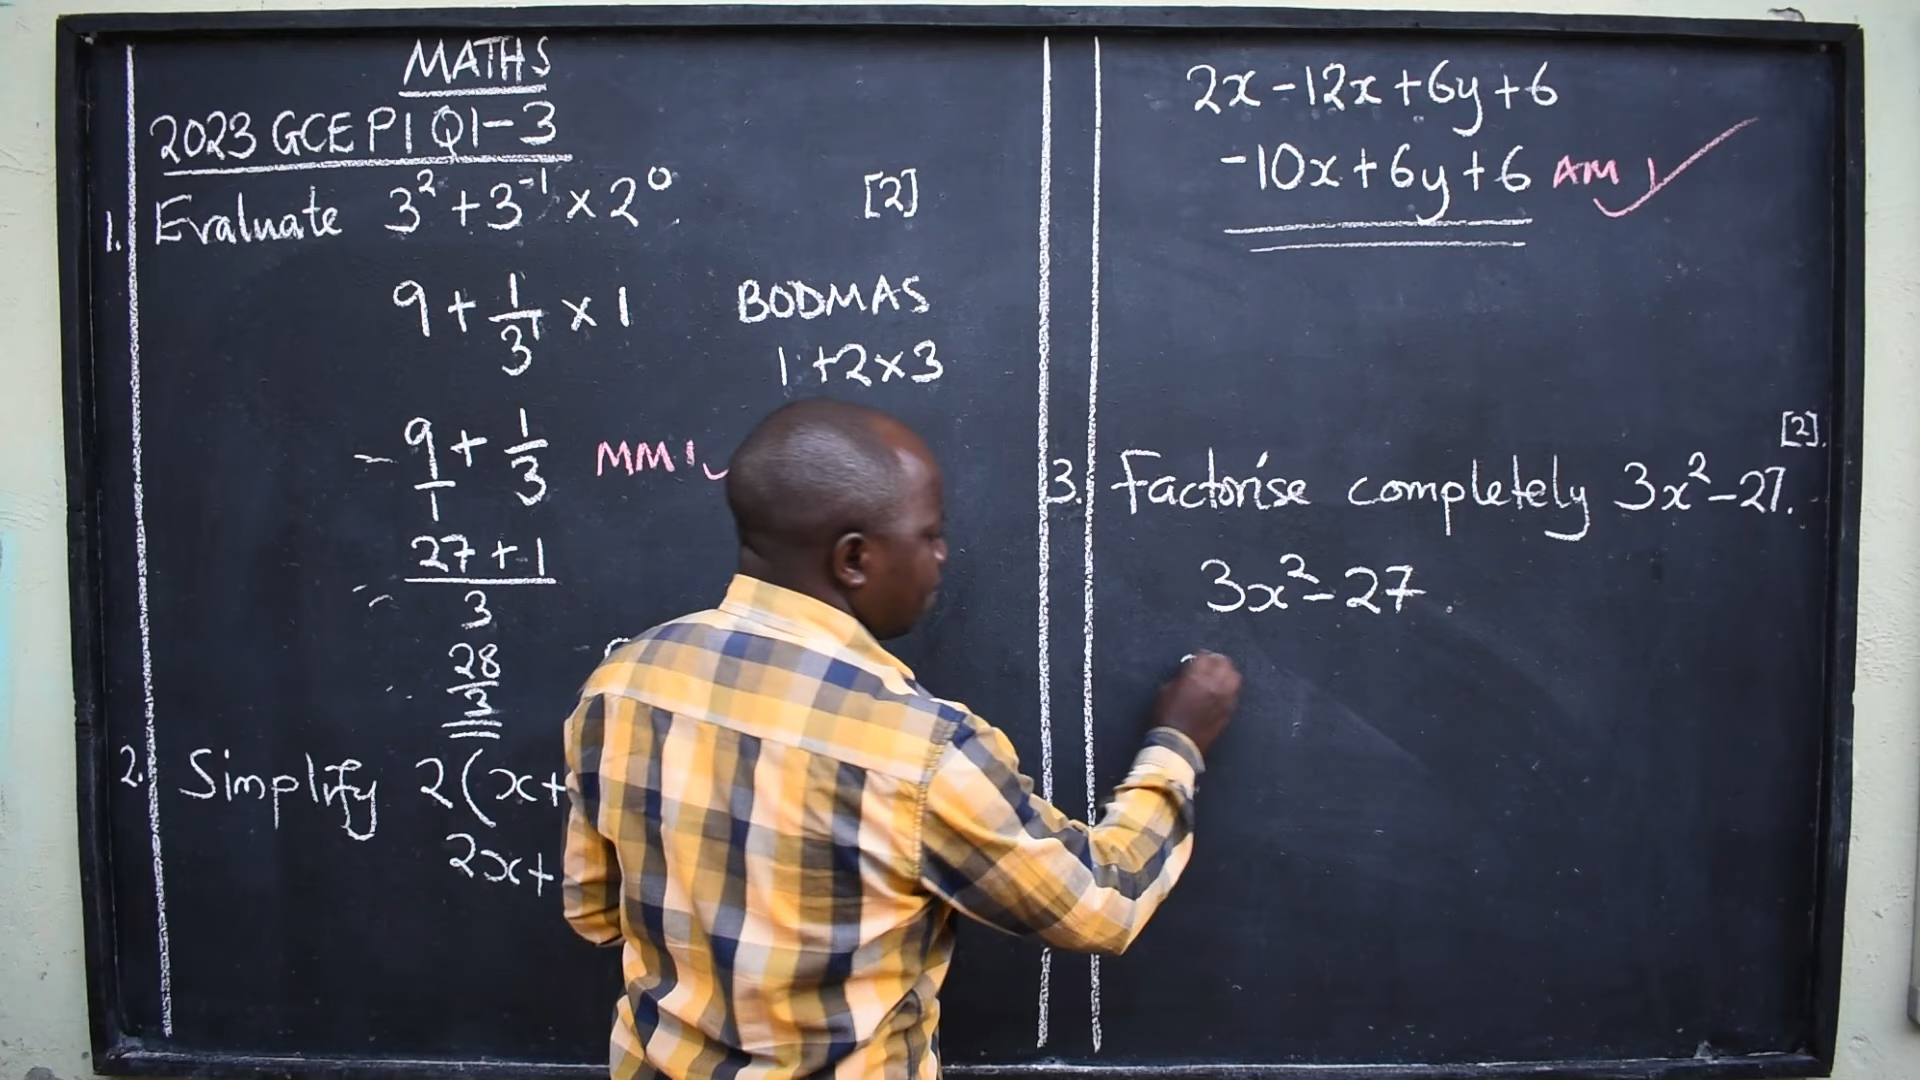 MATHS
2023 GCE P1 Q1-3
1. Evaluate 3² + 3⁻¹ × 2⁰ [2]
9 + 1/3¹ × 1
BODMAS
1 + 2 × 3
9/1 + 1/3 MM1
27 + 1
3
28
3
2. Simplify 2(x+
2x+
2x - 12x + 6y + 6
-10x + 6y + 6 AM1
[2].
3. Factorise completely 3x² - 27.
3x² - 27